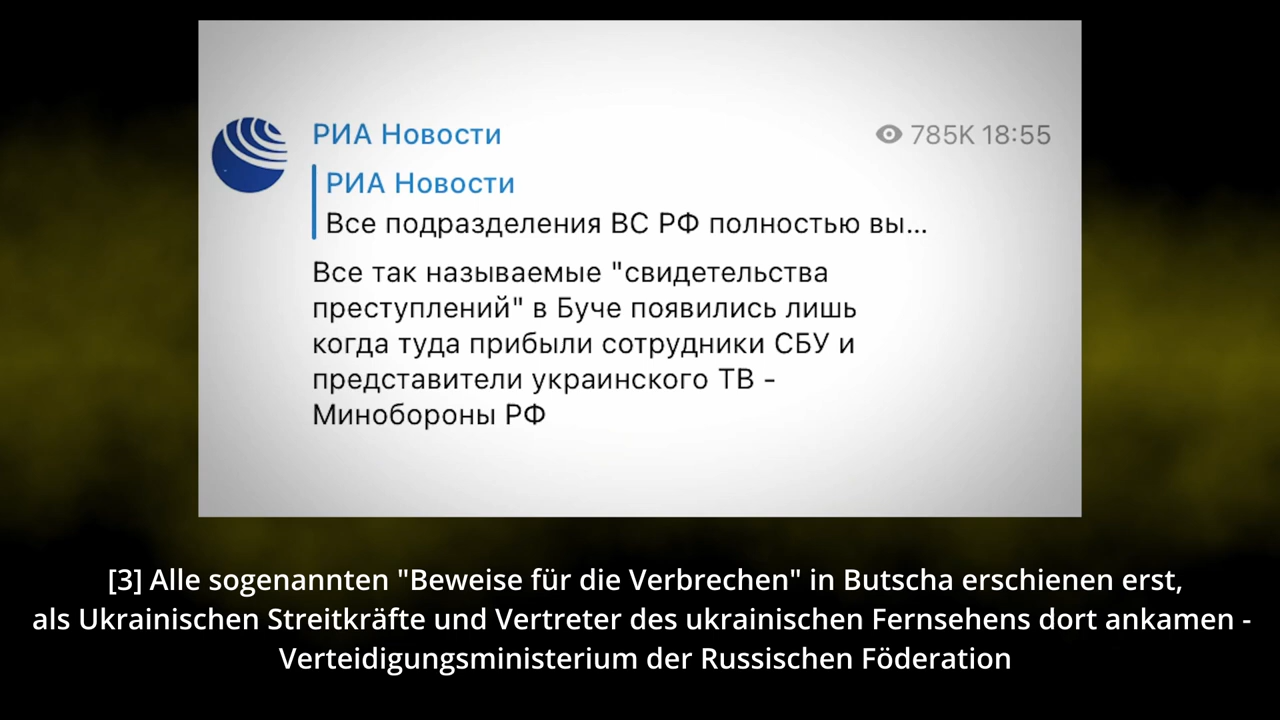 РИА Новости 785K 18:55
РИА Новости
Все подразделения ВС РФ полностью вы...
Все так называемые "свидетельства
преступлений" в Буче появились лишь
когда туда прибыли сотрудники СБУ и
представители украинского ТВ -
Минобороны РФ
[3] Alle sogenannten "Beweise für die Verbrechen" in Butscha erschienen erst,
als Ukrainischen Streitkräfte und Vertreter des ukrainischen Fernsehens dort ankamen -
Verteidigungsministerium der Russischen Föderation